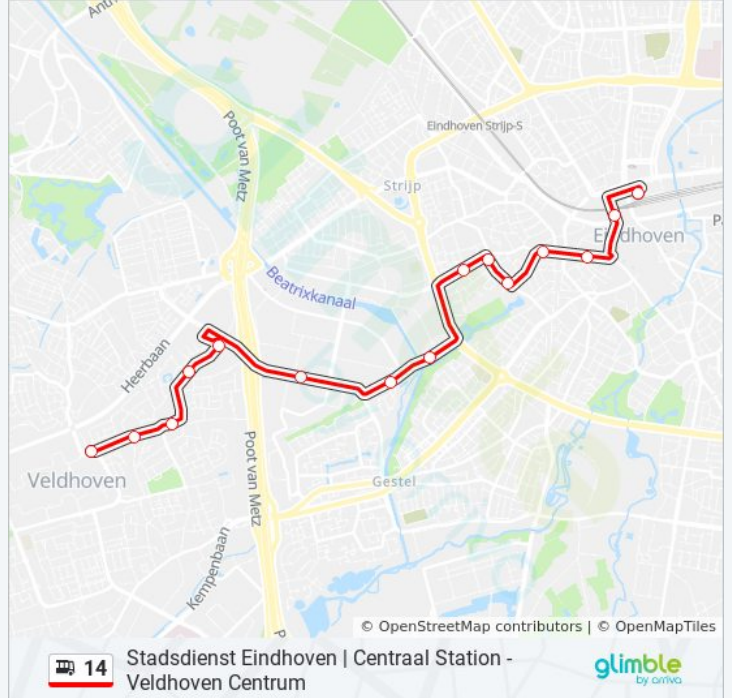 Anth
Poot van Metz
Eindhoven Strijp-S
Strijp
P.
Eindhoven
Beatrixkanaal
Heerbaan
Veldhoven
Poot van Metz
Gestel
Kempenbaan
P
© OpenStreetMap contributors | © OpenMapTiles
14
Stadsdienst Eindhoven | Centraal Station -
Veldhoven Centrum
glimble
by arriva